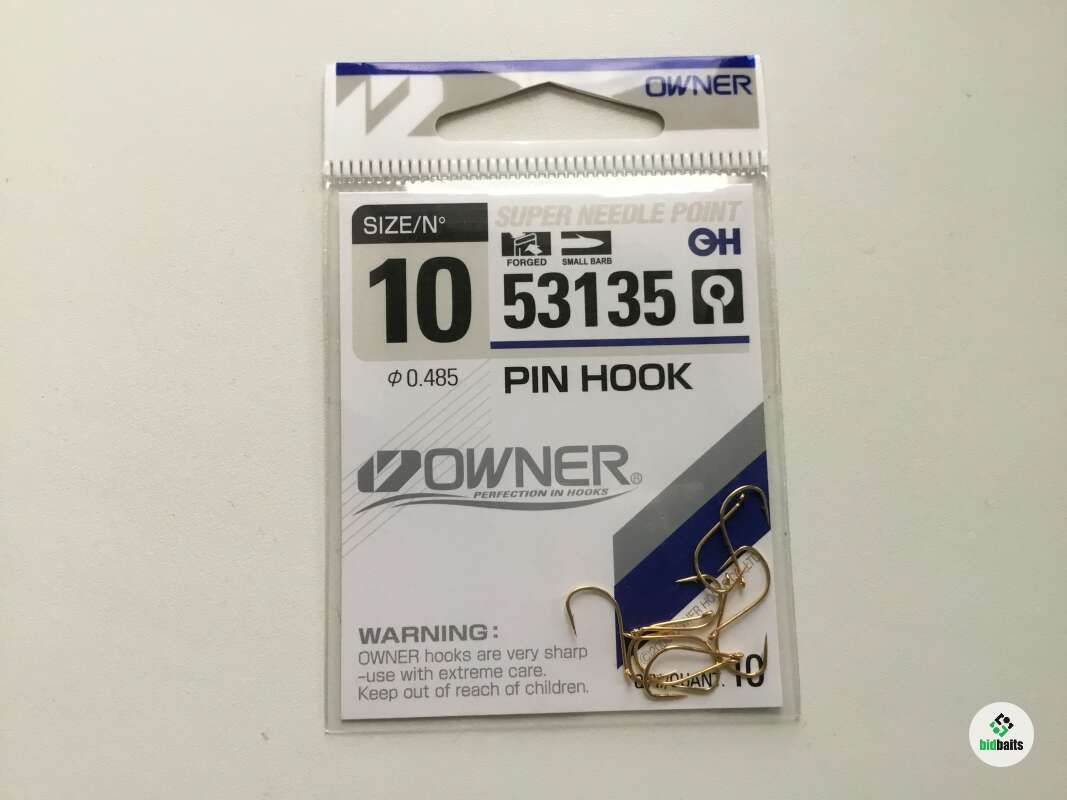 OWNER
SIZE/N°
10
Φ 0.485
SUPER NEEDLE POINT
FORGED
SMALL BARB
53135
PIN HOOK
OWNER®
PERFECTION IN HOOKS
WARNING:
OWNER hooks are very sharp
-use with extreme care.
Keep out of reach of children.
10
bidbaits